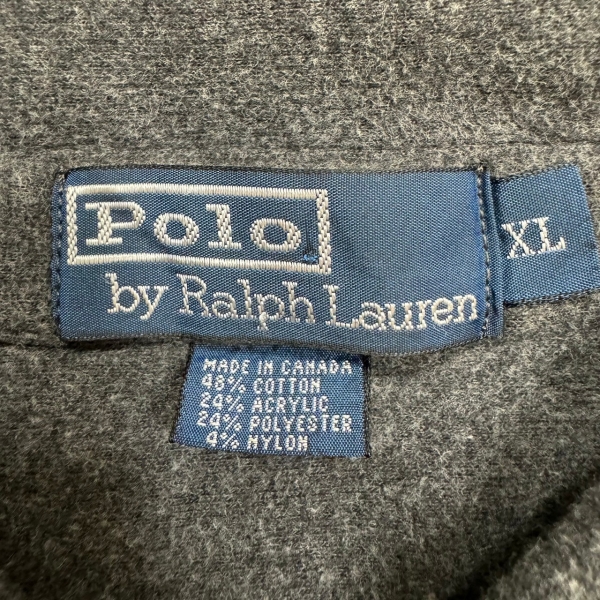 Polo
by Ralph Lauren
XL
MADE IN CANADA
48% COTTON
24% ACRYLIC
24% POLYESTER
4% NYLON